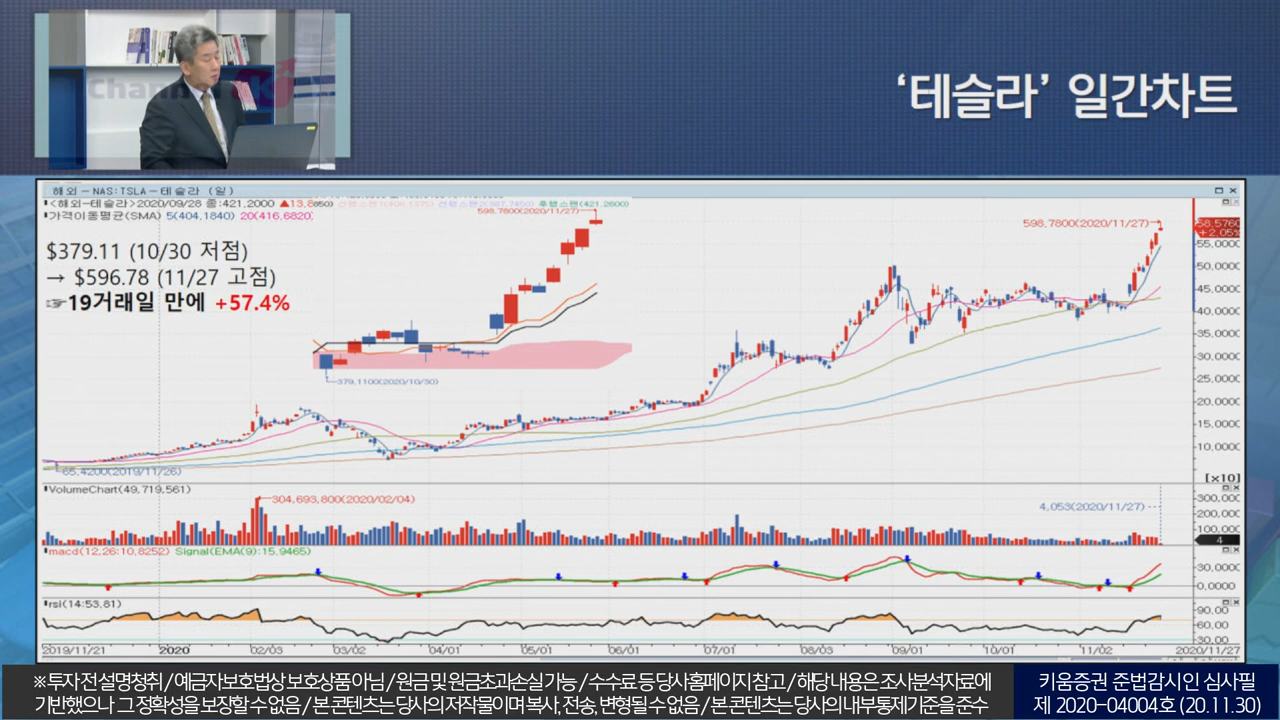 Channel Ki
‘테슬라’ 일간차트
해외-NAS:TSLA-테슬라 (일)
<해외-테슬라>2020/09/28 종:421.2000 ▲13.8650) 후행스팬(421.2600)
가격이동평균(SMA) 5(404.1840) 20(416.6820)
598.7800(2020/11/27)
598.7800(2020/11/27)
$379.11 (10/30 저점)
→ $596.78 (11/27 고점)
☞19거래일 만에 +57.4%
379.1100(2020/10/30)
65.4200(2019/11/26)
58.5760
+2.05%
55.0000
50.0000
45.0000
40.0000
35.0000
30.0000
25.0000
20.0000
15.0000
10.0000
[x10]
VolumeChart(49,719,561)
304,693,800(2020/02/04)
4,053(2020/11/27)
300,000
200,000
100,000
4
macd(12,26:10.8252) Signal(EMA(9):15.9465)
30.0000
0.0000
rsi(14:53.81)
90.00
60.00
30.00
2019/11/21 2020 02/03 03/02 04/01 05/01 06/01 07/01 08/03 09/01 10/01 11/02 2020/11/27
※ 투자 전 설명청취 / 예금자보호법상 보호상품 아님 / 원금 및 원금초과손실 가능 / 수수료 등 당사홈페이지 참고 / 해당 내용은 조사분석자료에
기반했으나 그 정확성을 보장할 수 없음 / 본 콘텐츠는 당사의 저작물이며 복사, 전송, 변형될 수 없음 / 본 콘텐츠는 당사의 내부통제기준을 준수
키움증권 준법감시인 심사필
제 2020-04004호 (20.11.30)